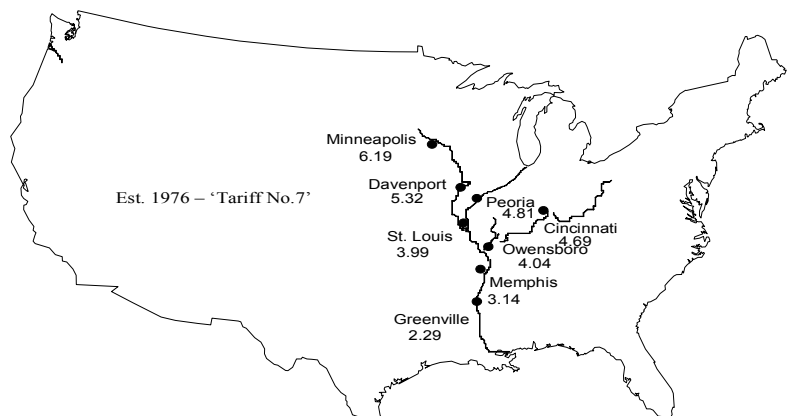 Minneapolis
6.19
Est. 1976 – ‘Tariff No.7’
Davenport
5.32
Peoria
4.81
Cincinnati
4.69
St. Louis
3.99
Owensboro
4.04
Memphis
3.14
Greenville
2.29